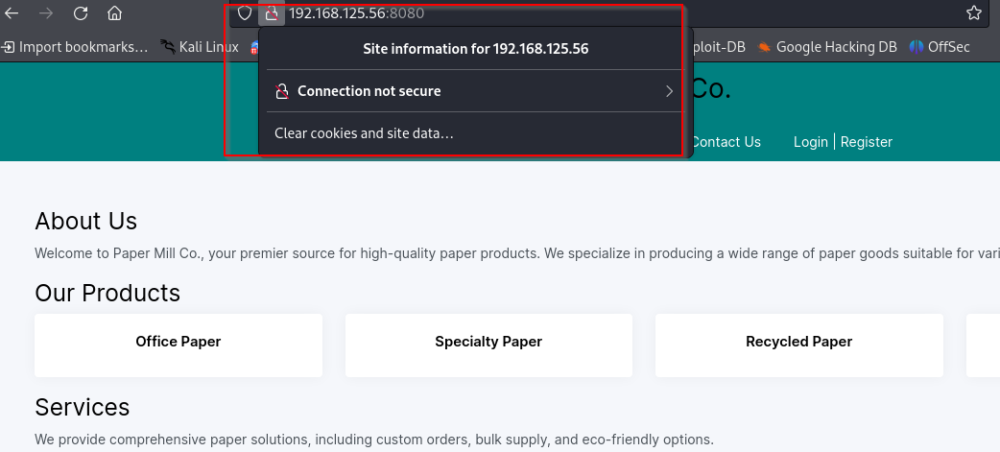 192.168.125.56:8080
Import bookmarks... Kali Linux ploit-DB Google Hacking DB OffSec
Site information for 192.168.125.56
Connection not secure
Clear cookies and site data...
Co.
Contact Us Login | Register
About Us
Welcome to Paper Mill Co., your premier source for high-quality paper products. We specialize in producing a wide range of paper goods suitable for vari
Our Products
Office Paper Specialty Paper Recycled Paper
Services
We provide comprehensive paper solutions, including custom orders, bulk supply, and eco-friendly options.